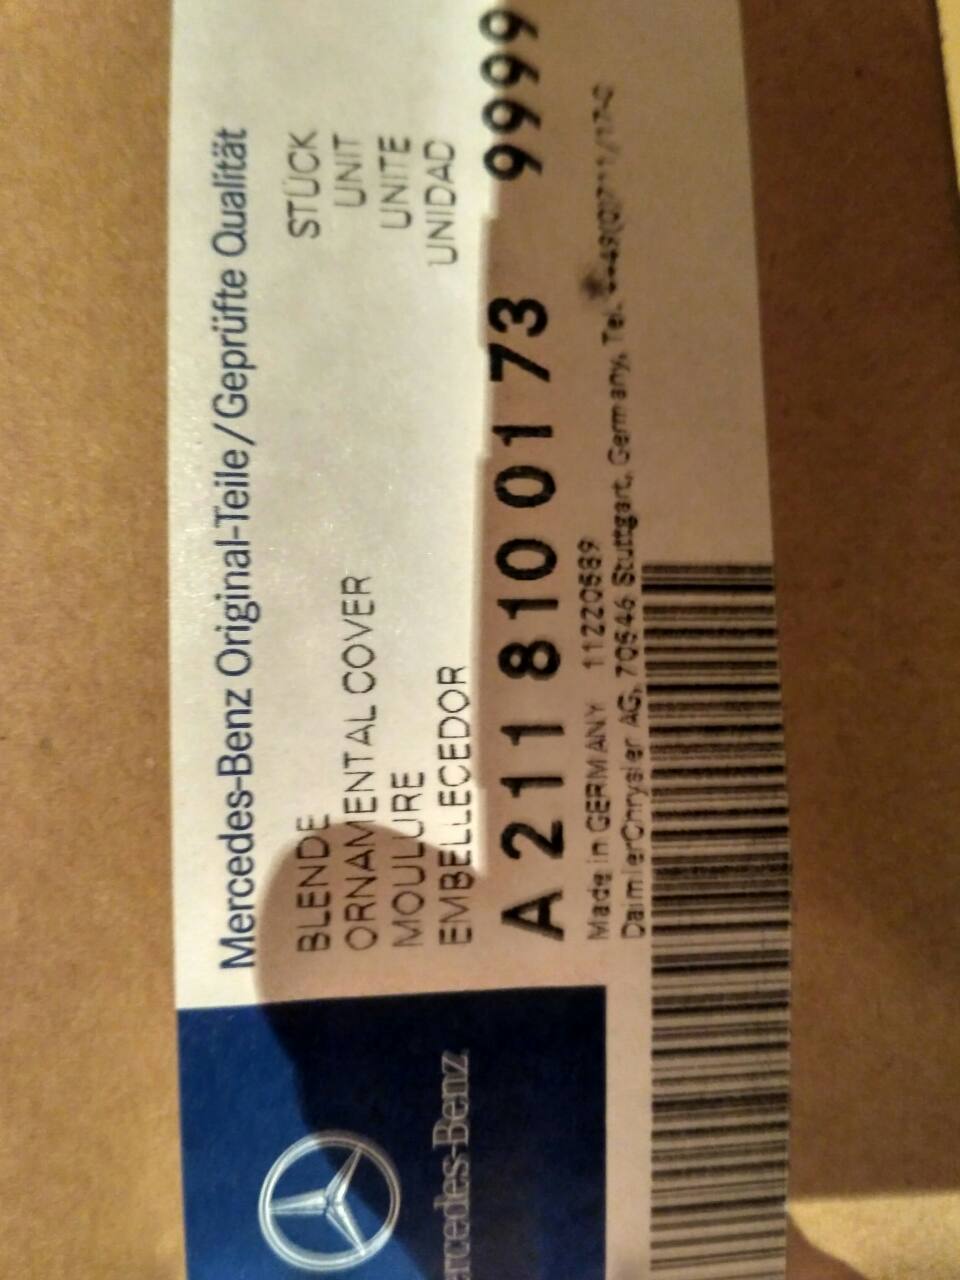 Mercedes-Benz Original-Teile/Geprüfte Qualität
BLENDE STÜCK
ORNAMENTAL COVER UNIT
MOULURE UNITE
EMBELLECEDOR UNIDAD
A 211 810 01 73 9999
Made in GERMANY 11220589
DaimlerChrysler AG, 70546 Stuttgart, Germany, Tel.
Mercedes-Benz